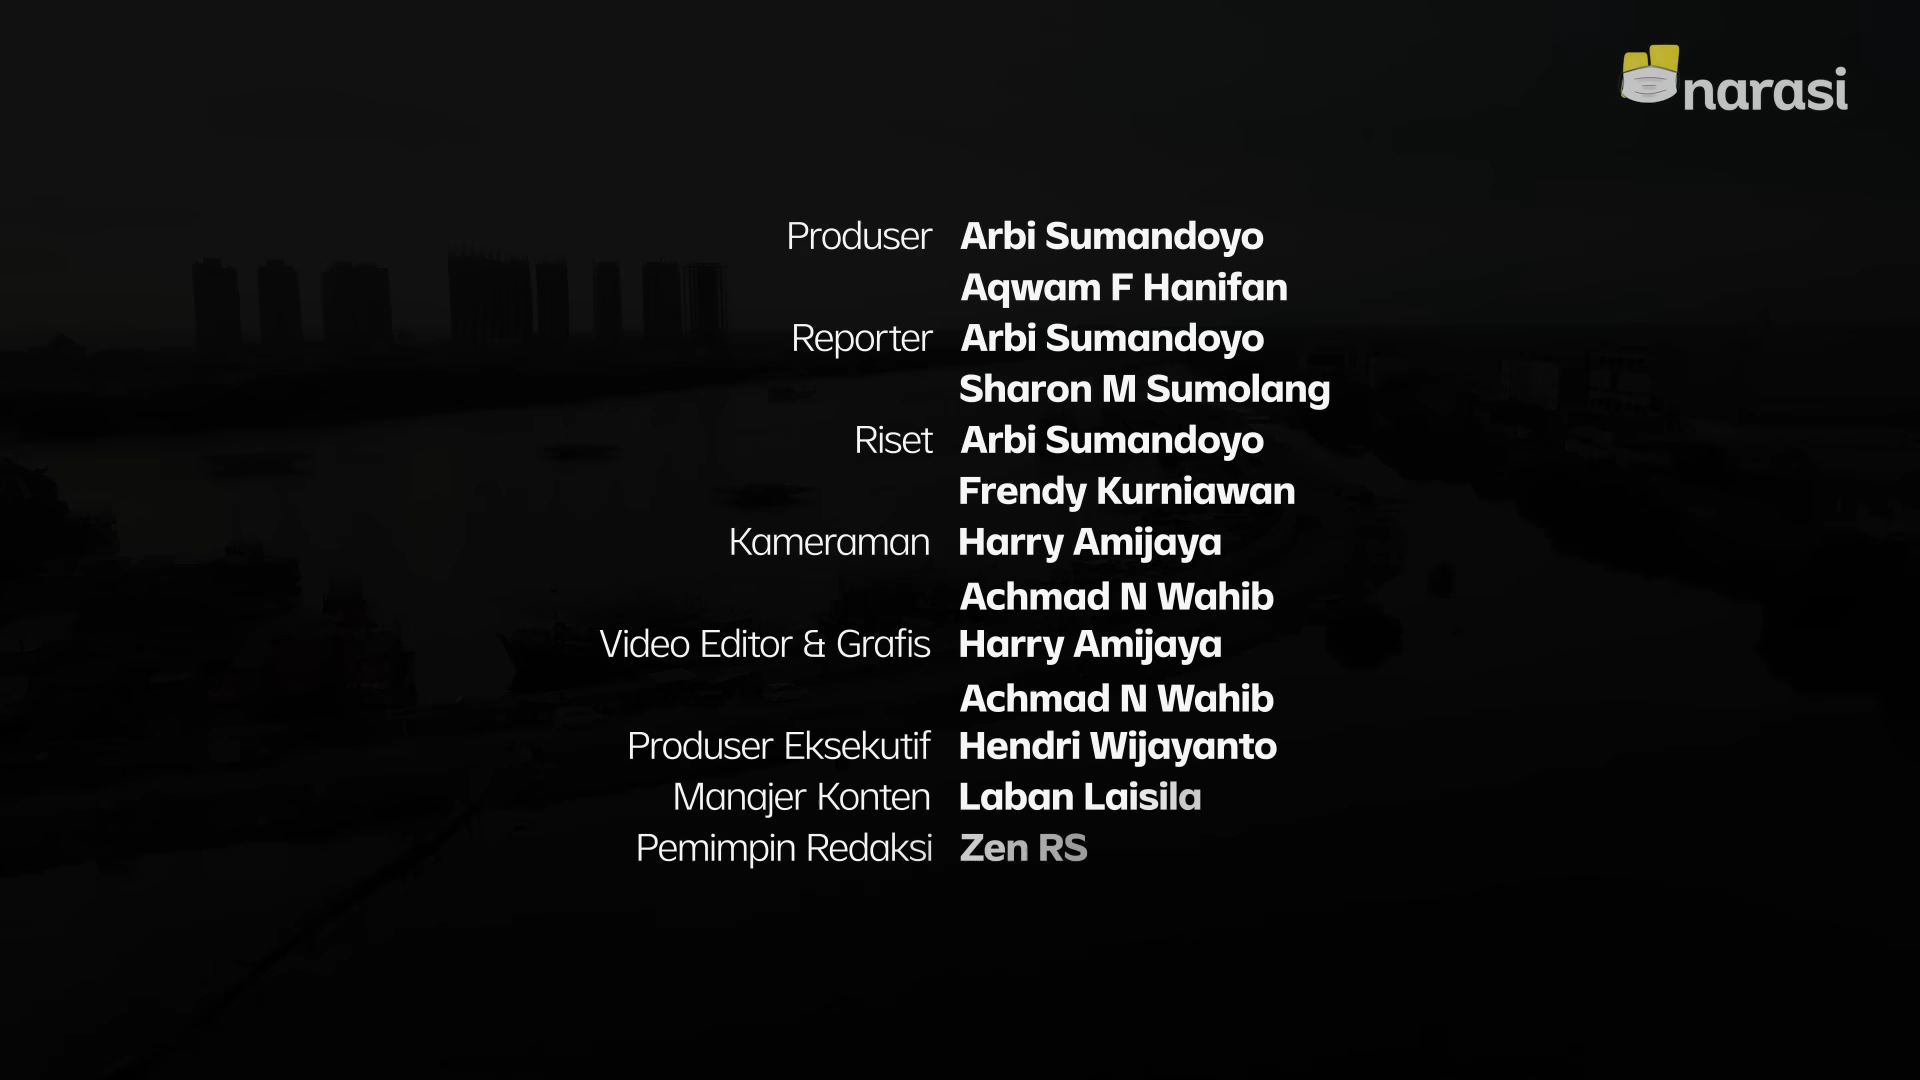 narasi
Produser Arbi Sumandoyo
Aqwam F Hanifan
Reporter Arbi Sumandoyo
Sharon M Sumolang
Riset Arbi Sumandoyo
Frendy Kurniawan
Kameraman Harry Amijaya
Achmad N Wahib
Video Editor & Grafis Harry Amijaya
Achmad N Wahib
Produser Eksekutif Hendri Wijayanto
Manajer Konten Laban Laisila
Pemimpin Redaksi Zen RS